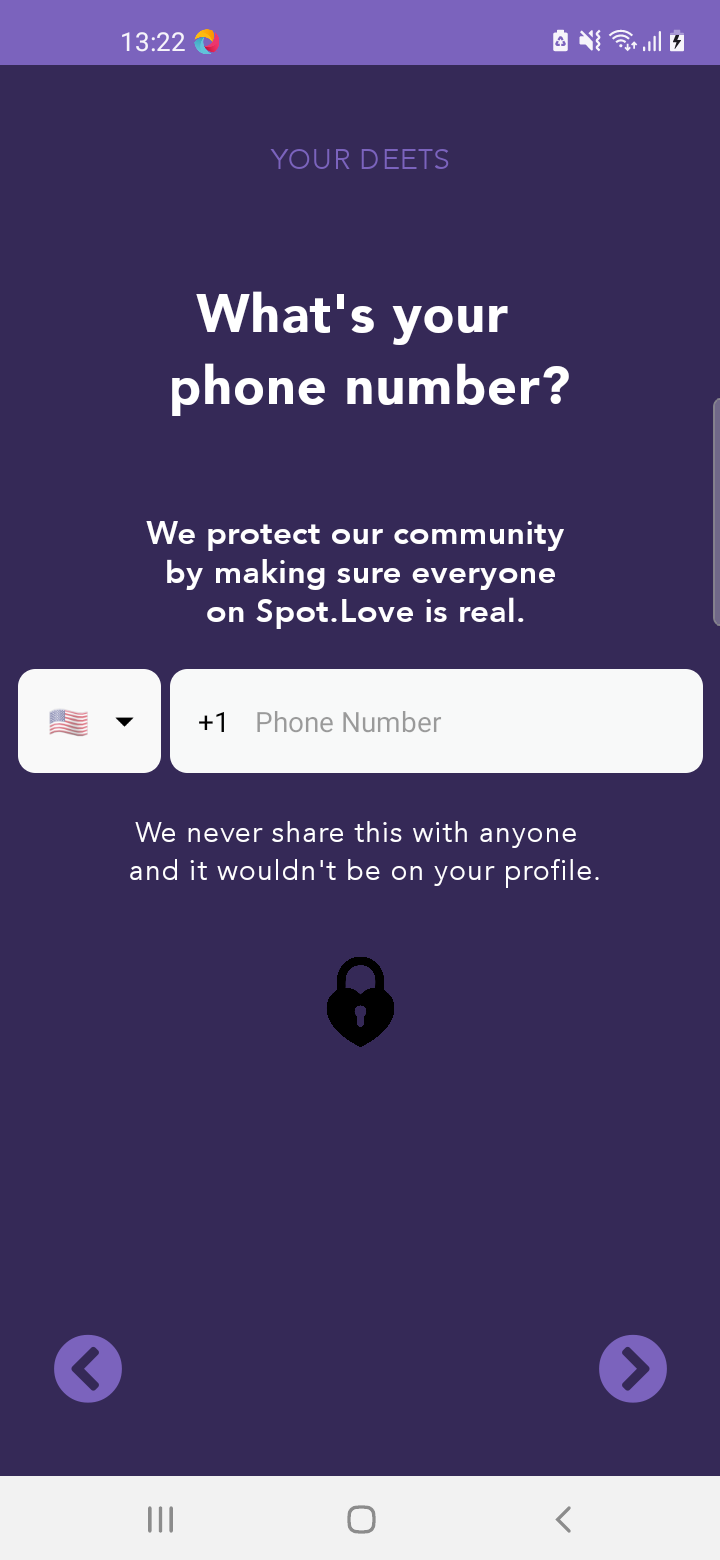 13:22
YOUR DEETS
What's your
phone number?
We protect our community
by making sure everyone
on Spot.Love is real.
+1 Phone Number
We never share this with anyone
and it wouldn't be on your profile.